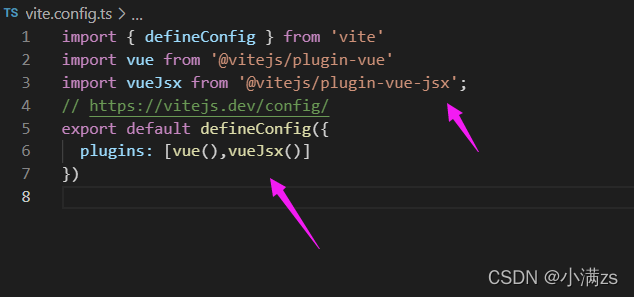 TS vite.config.ts > ...
1 import { defineConfig } from 'vite'
2 import vue from '@vitejs/plugin-vue'
3 import vueJsx from '@vitejs/plugin-vue-jsx';
4 // https://vitejs.dev/config/
5 export default defineConfig({
6   plugins: [vue(),vueJsx()]
7 })
8
CSDN @小满zs